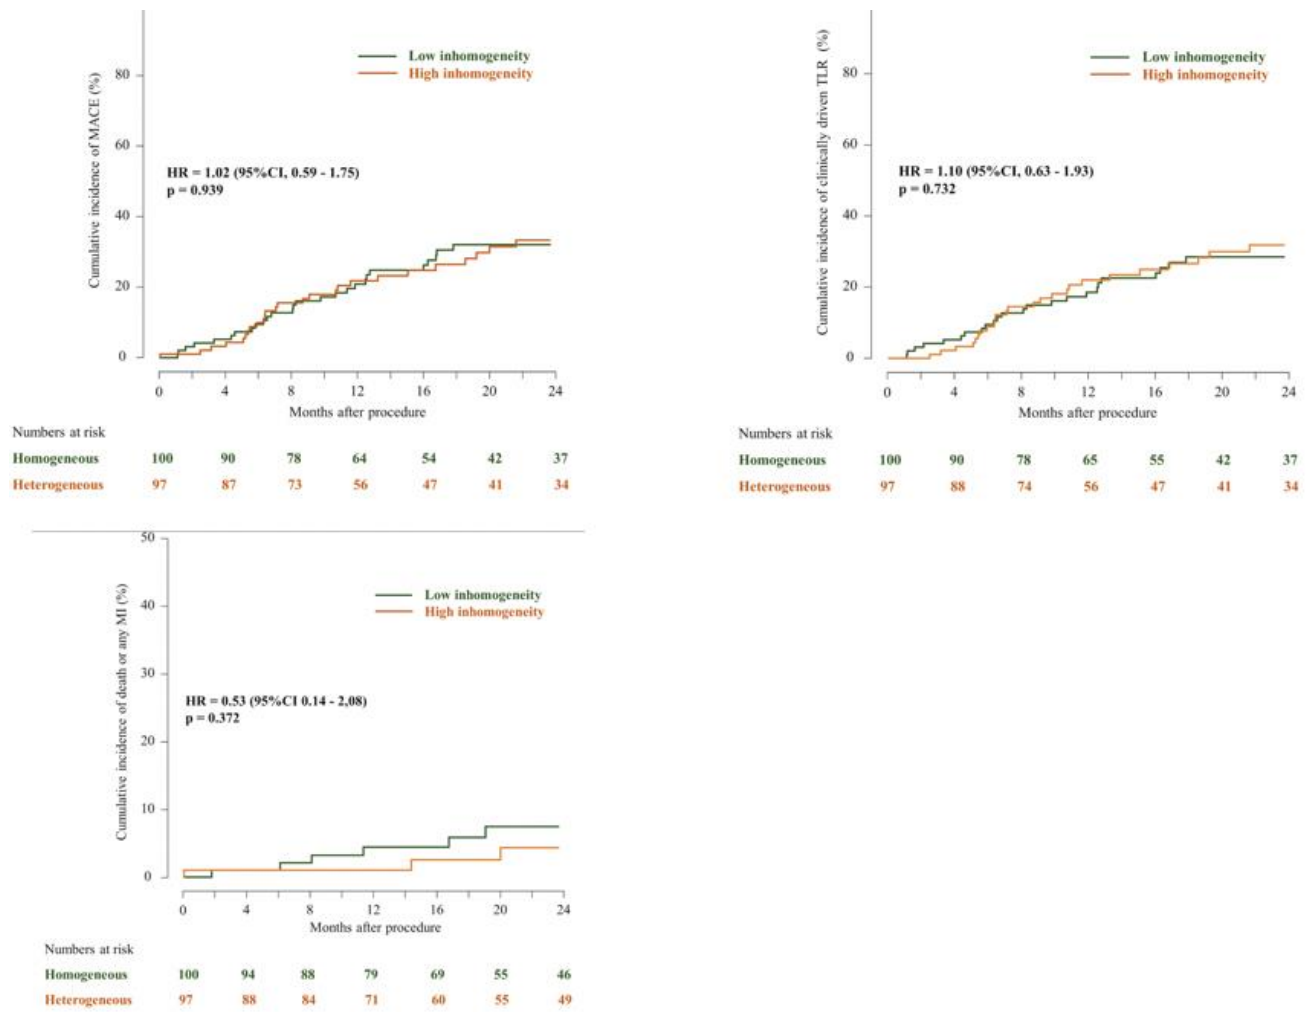 Cumulative incidence of MACE (%)
80
60
40
20
0
Low inhomogeneity
High inhomogeneity
HR = 1.02 (95%CI, 0.59 - 1.75)
p = 0.939
0 4 8 12 16 20 24
Months after procedure
Numbers at risk
Homogeneous 100 90 78 64 54 42 37
Heterogeneous 97 87 73 56 47 41 34
Cumulative incidence of clinically driven TLR (%)
80
60
40
20
0
Low inhomogeneity
High inhomogeneity
HR = 1.10 (95%CI, 0.63 - 1.93)
p = 0.732
0 4 8 12 16 20 24
Months after procedure
Numbers at risk
Homogeneous 100 90 78 65 55 42 37
Heterogeneous 97 88 74 56 47 41 34
Cumulative incidence of death or any MI (%)
50
40
30
20
10
0
Low inhomogeneity
High inhomogeneity
HR = 0.53 (95%CI 0.14 - 2,08)
p = 0.372
0 4 8 12 16 20 24
Months after procedure
Numbers at risk
Homogeneous 100 94 88 79 69 55 46
Heterogeneous 97 88 84 71 60 55 49